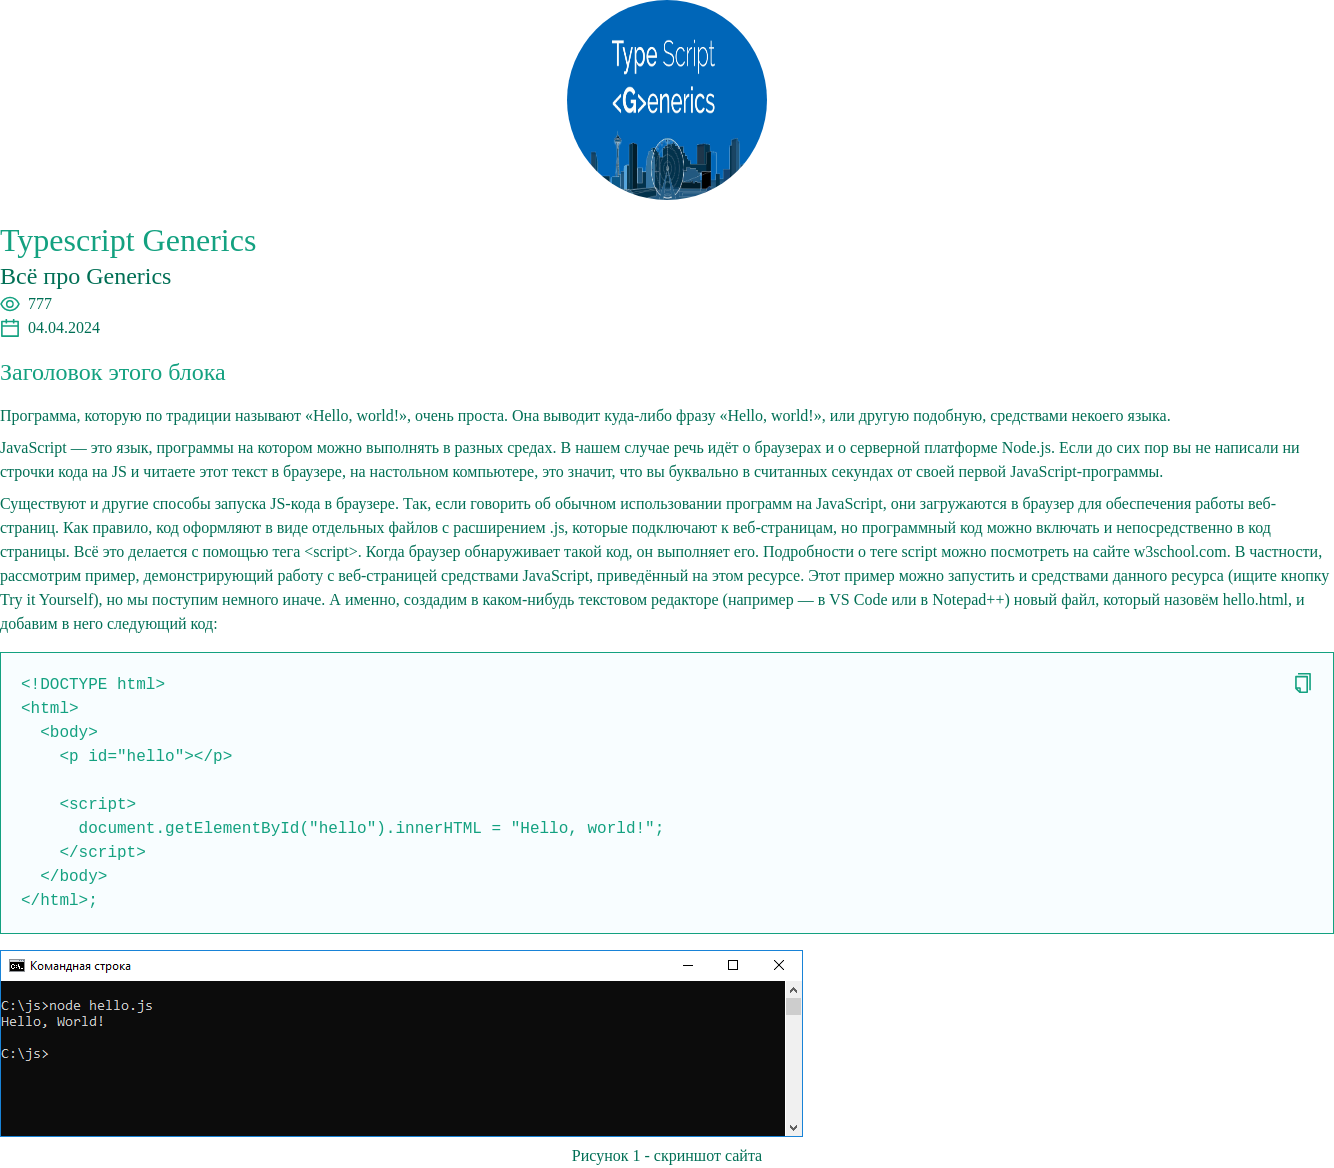 Type Script
<G>enerics
Typescript Generics
Всё про Generics
777
04.04.2024
Заголовок этого блока
Программа, которую по традиции называют «Hello, world!», очень проста. Она выводит куда-либо фразу «Hello, world!», или другую подобную, средствами некоего языка.
JavaScript — это язык, программы на котором можно выполнять в разных средах. В нашем случае речь идёт о браузерах и о серверной платформе Node.js. Если до сих пор вы не написали ни
строчки кода на JS и читаете этот текст в браузере, на настольном компьютере, это значит, что вы буквально в считанных секундах от своей первой JavaScript-программы.
Существуют и другие способы запуска JS-кода в браузере. Так, если говорить об обычном использовании программ на JavaScript, они загружаются в браузер для обеспечения работы веб-
страниц. Как правило, код оформляют в виде отдельных файлов с расширением .js, которые подключают к веб-страницам, но программный код можно включать и непосредственно в код
страницы. Всё это делается с помощью тега <script>. Когда браузер обнаруживает такой код, он выполняет его. Подробности о теге script можно посмотреть на сайте w3school.com. В частности,
рассмотрим пример, демонстрирующий работу с веб-страницей средствами JavaScript, приведённый на этом ресурсе. Этот пример можно запустить и средствами данного ресурса (ищите кнопку
Try it Yourself), но мы поступим немного иначе. А именно, создадим в каком-нибудь текстовом редакторе (например — в VS Code или в Notepad++) новый файл, который назовём hello.html, и
добавим в него следующий код:
<!DOCTYPE html>
<html>
  <body>
    <p id="hello"></p>

    <script>
      document.getElementById("hello").innerHTML = "Hello, world!";
    </script>
  </body>
</html>;
Командная строка
C:\js>node hello.js
Hello, World!
C:\js>
Рисунок 1 - скриншот сайта